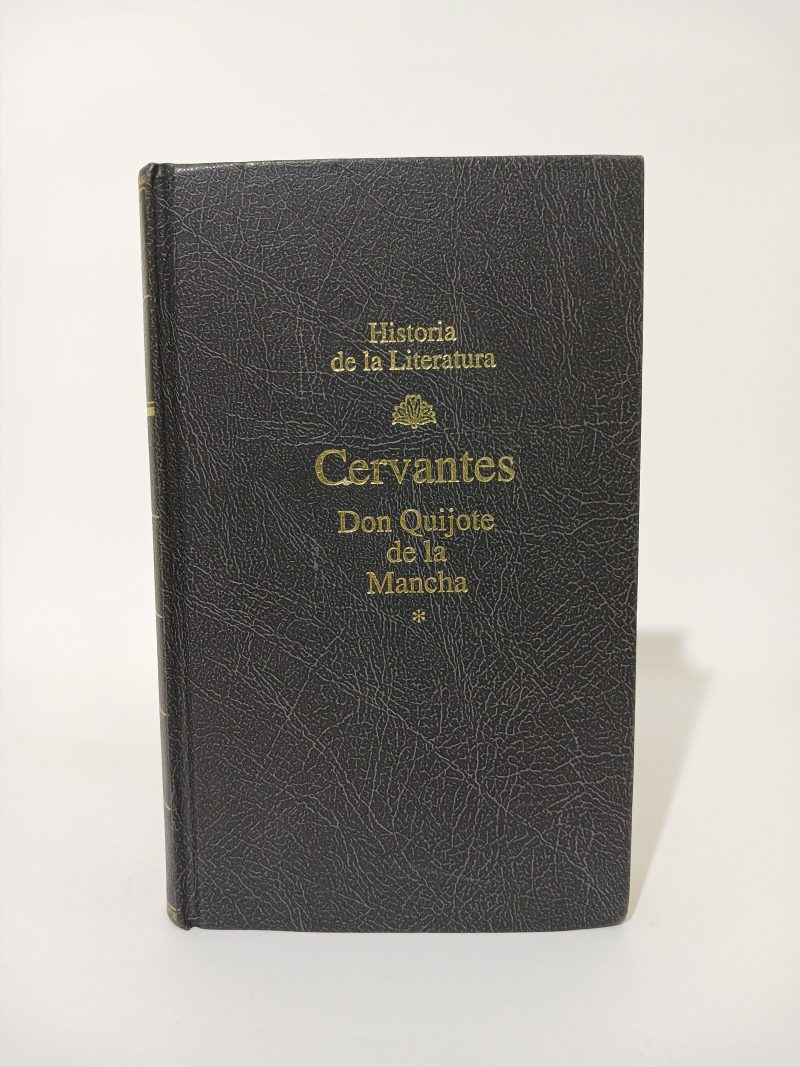 Historia
de la Literatura
Cervantes
Don Quijote
de la
Mancha
*